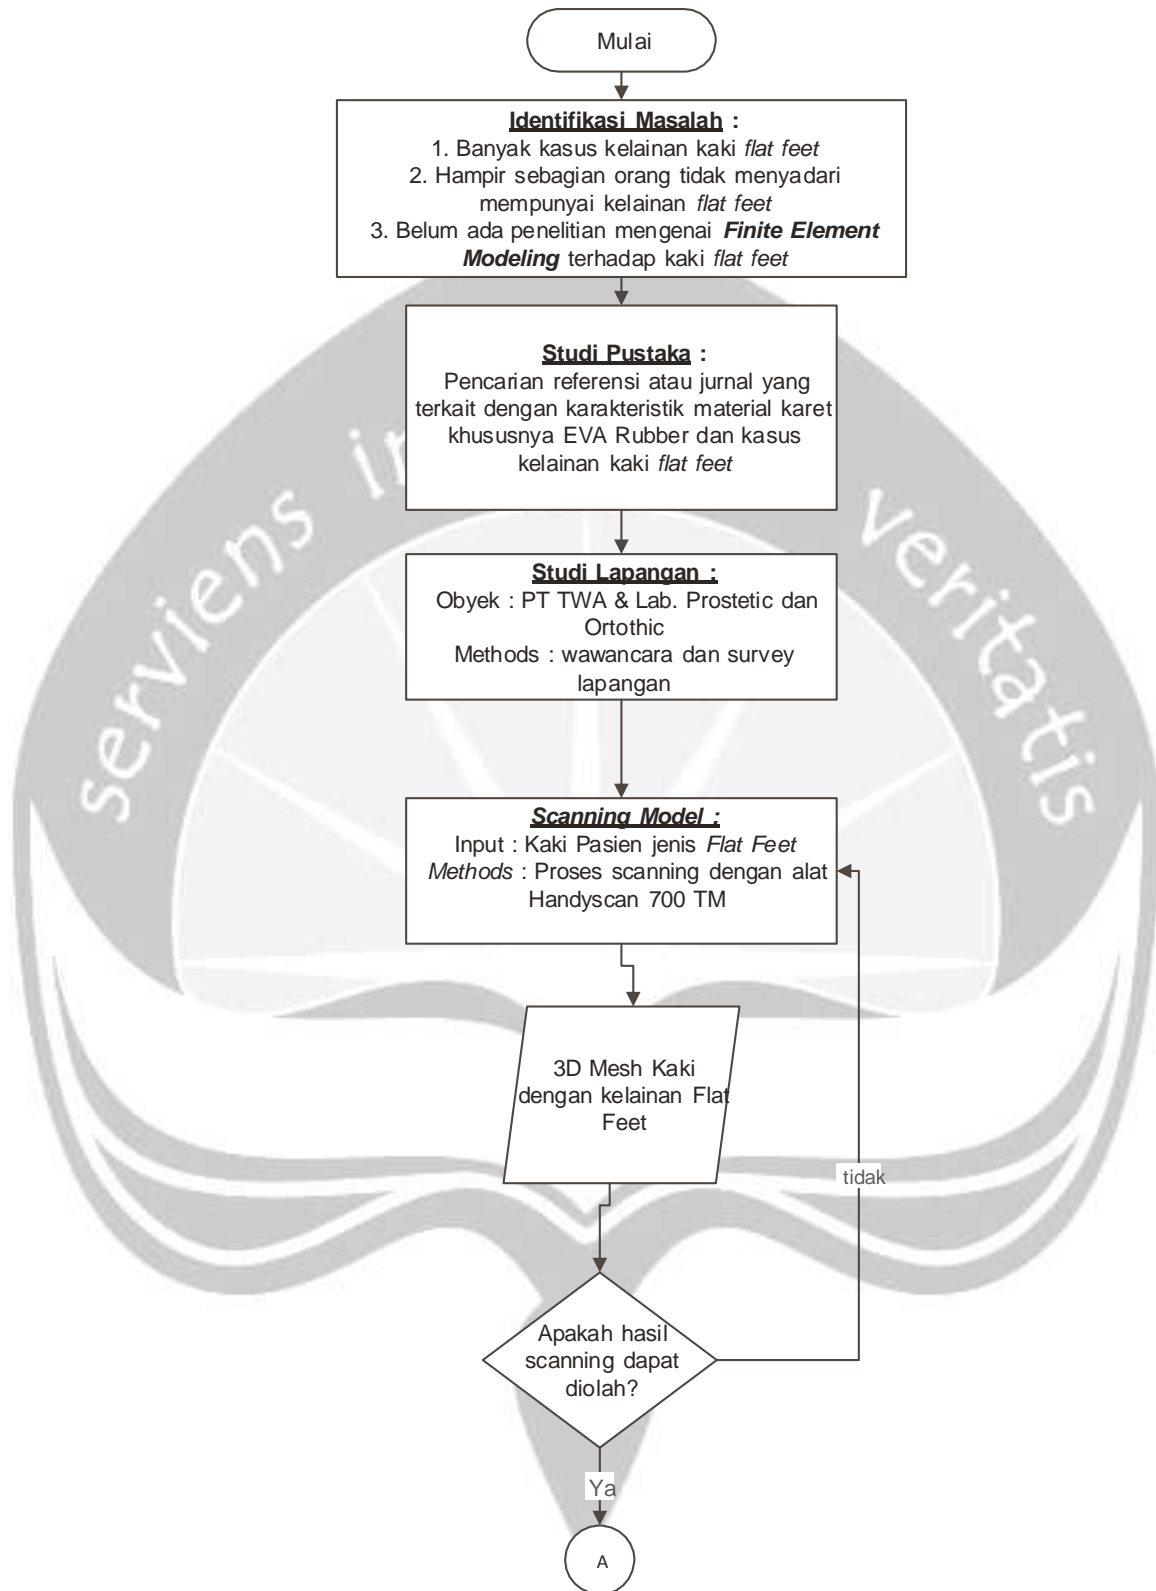 Mulai
Identifikasi Masalah :
1. Banyak kasus kelainan kaki flat feet
2. Hampir sebagian orang tidak menyadari
mempunyai kelainan flat feet
3. Belum ada penelitian mengenai Finite Element
Modeling terhadap kaki flat feet
Studi Pustaka :
Pencarian referensi atau jurnal yang
terkait dengan karakteristik material karet
khususnya EVA Rubber dan kasus
kelainan kaki flat feet
serviens in
veritatis
Studi Lapangan :
Obyek : PT TWA & Lab. Prostetic dan
Ortothic
Methods : wawancara dan survey
lapangan
Scanning Model :
Input : Kaki Pasien jenis Flat Feet
Methods : Proses scanning dengan alat
Handyscan 700 TM
3D Mesh Kaki
dengan kelainan Flat
Feet
tidak
Apakah hasil
scanning dapat
diolah?
Ya
A